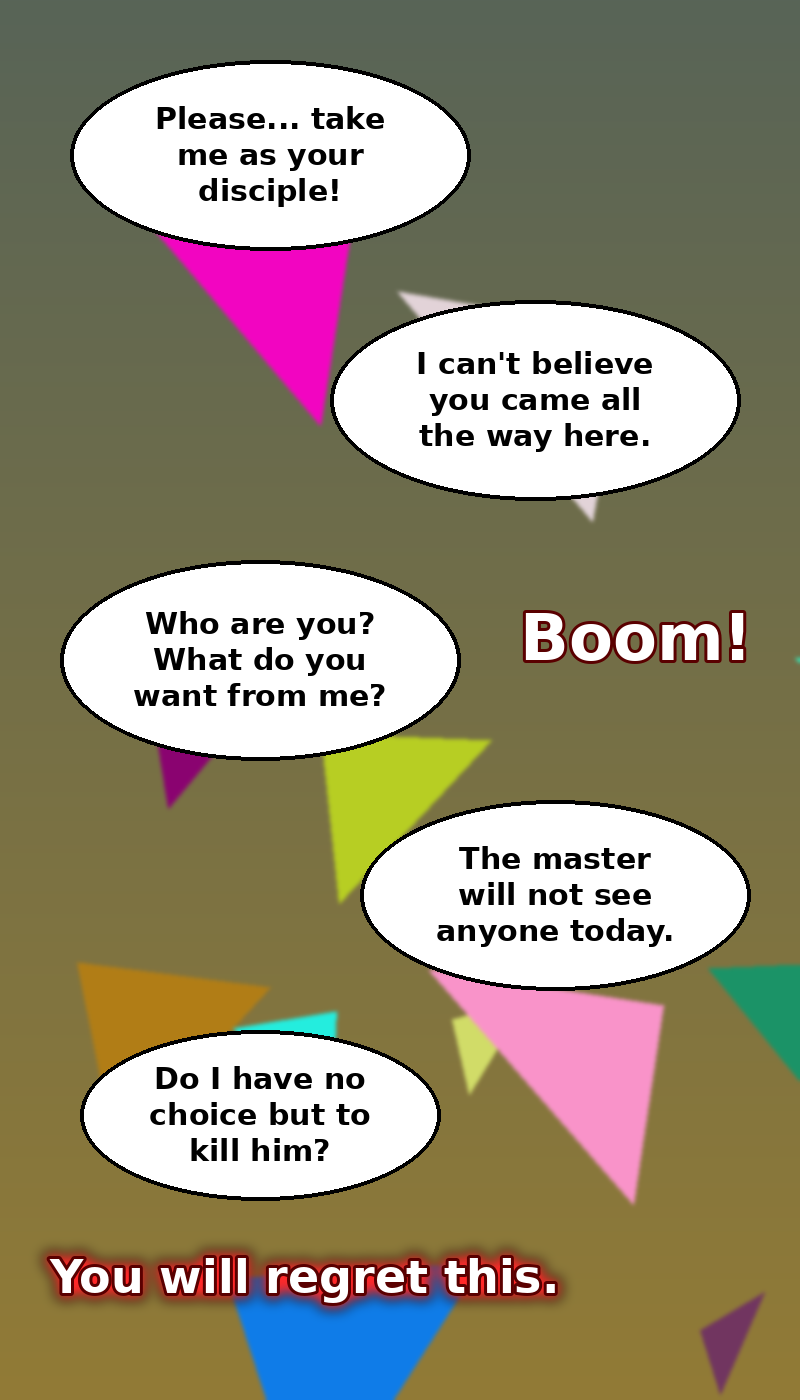 Please... take
me as your
disciple!
I can't believe
you came all
the way here.
Who are you?
What do you
want from me?
Boom!
The master
will not see
anyone today.
Do I have no
choice but to
kill him?
You will regret this.